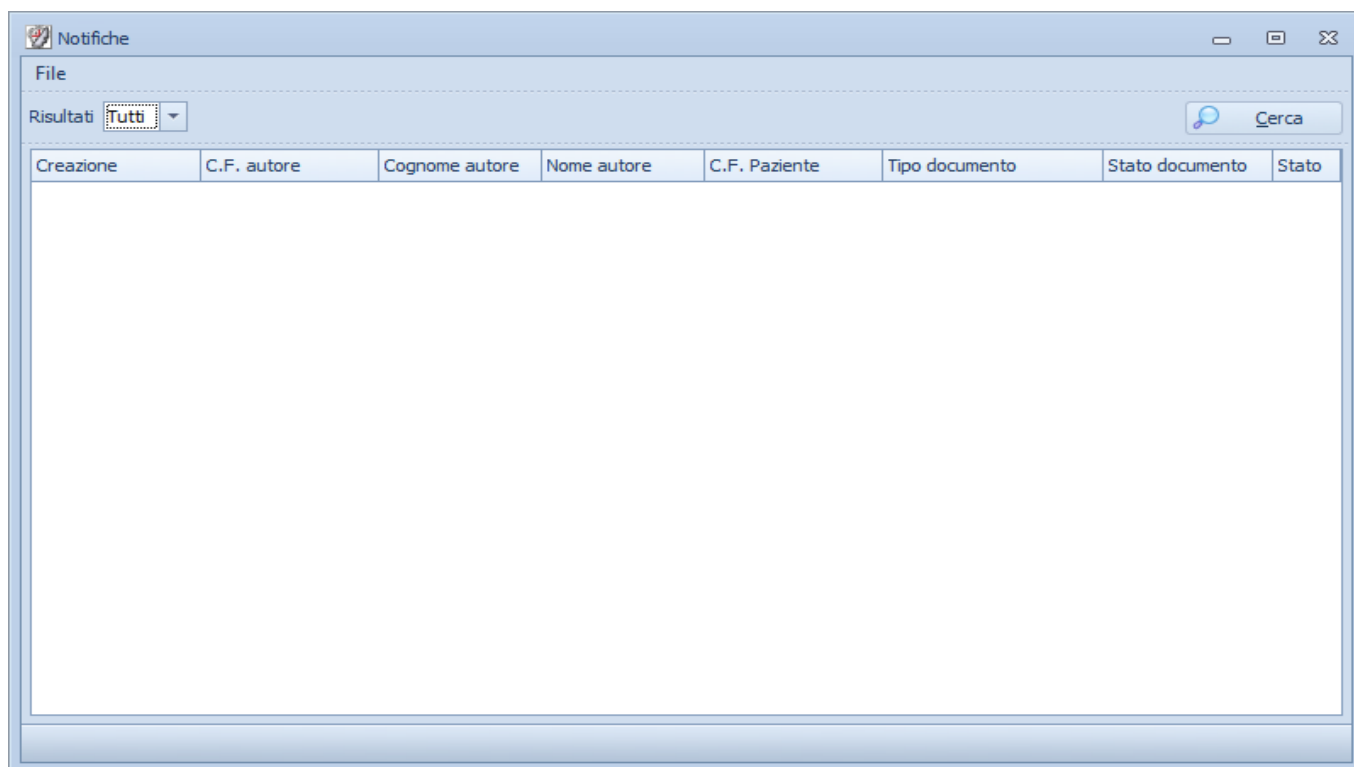 Notifiche
File
Risultati Tutti Cerca
Creazione C.F. autore Cognome autore Nome autore C.F. Paziente Tipo documento Stato documento Stato